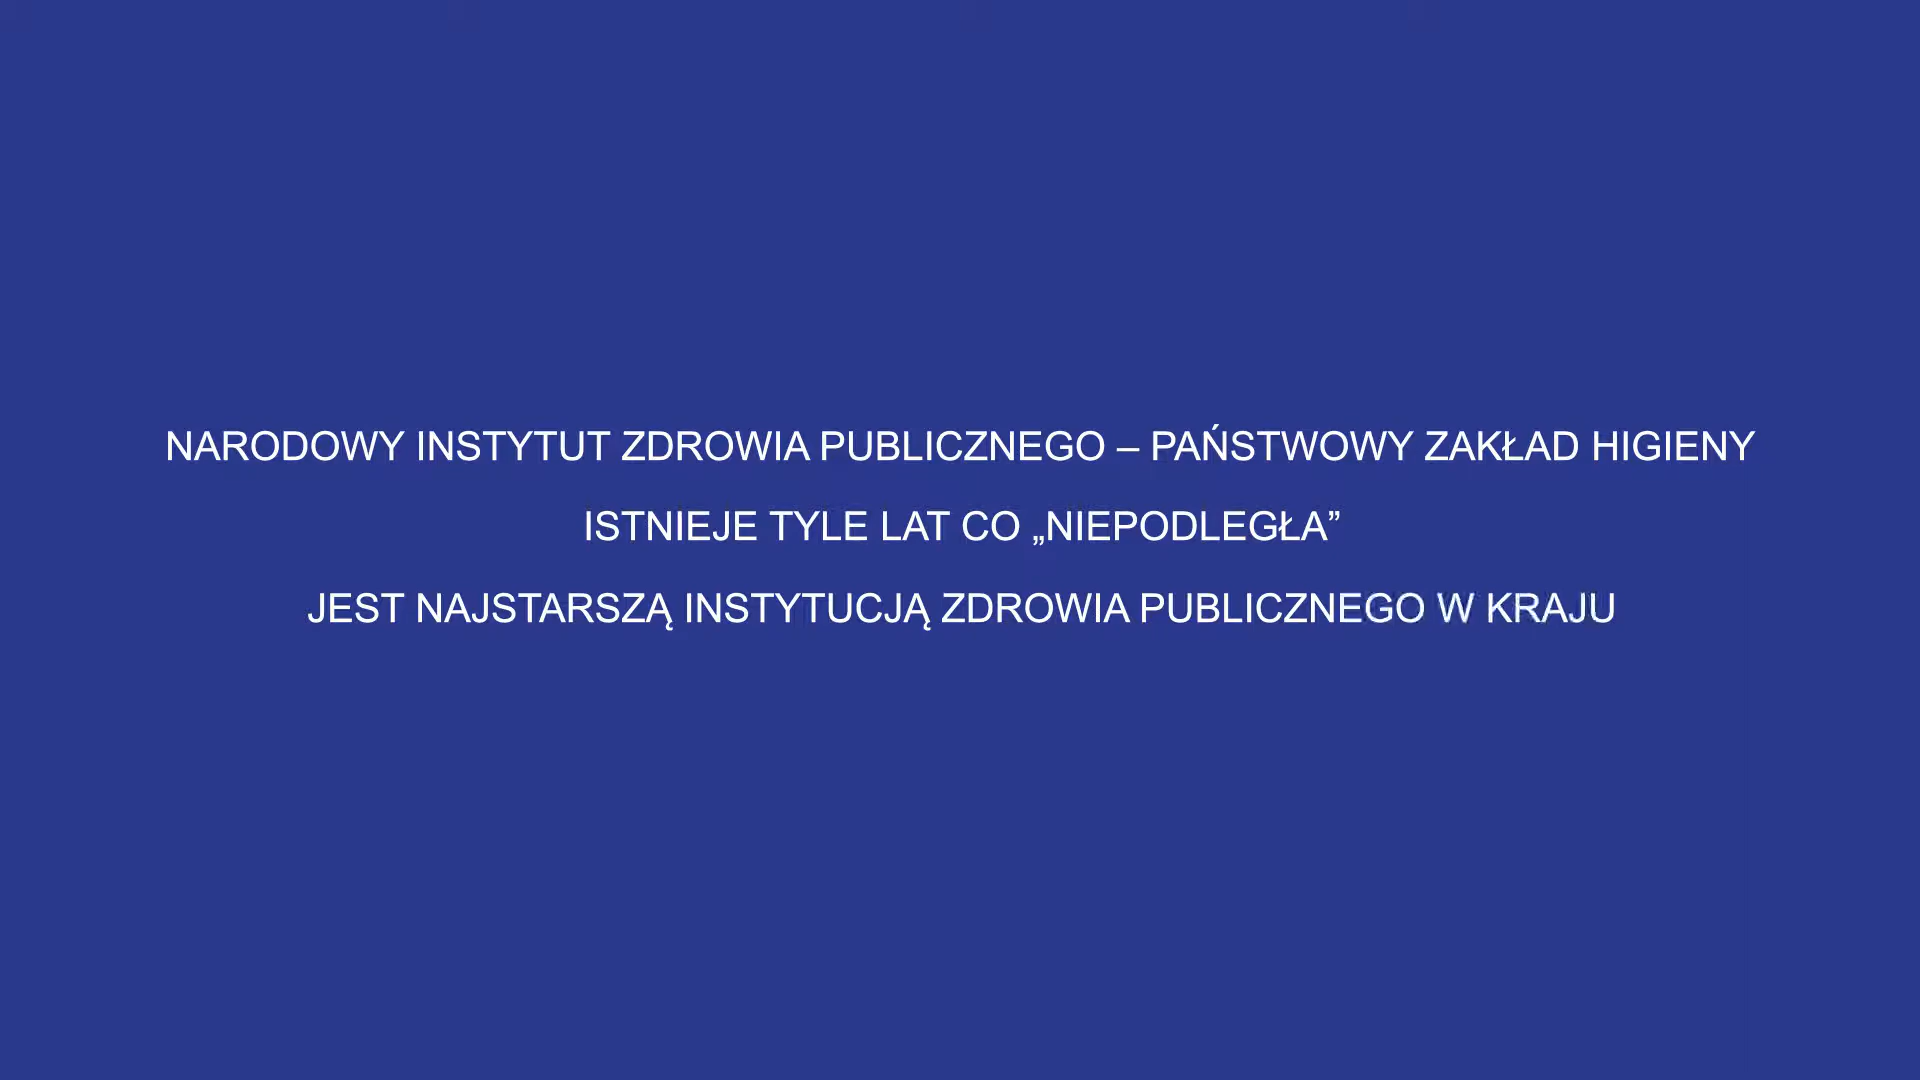 NARODOWY INSTYTUT ZDROWIA PUBLICZNEGO – PAŃSTWOWY ZAKŁAD HIGIENY
ISTNIEJE TYLE LAT CO „NIEPODLEGŁA”
JEST NAJSTARSZĄ INSTYTUCJĄ ZDROWIA PUBLICZNEGO W KRAJU